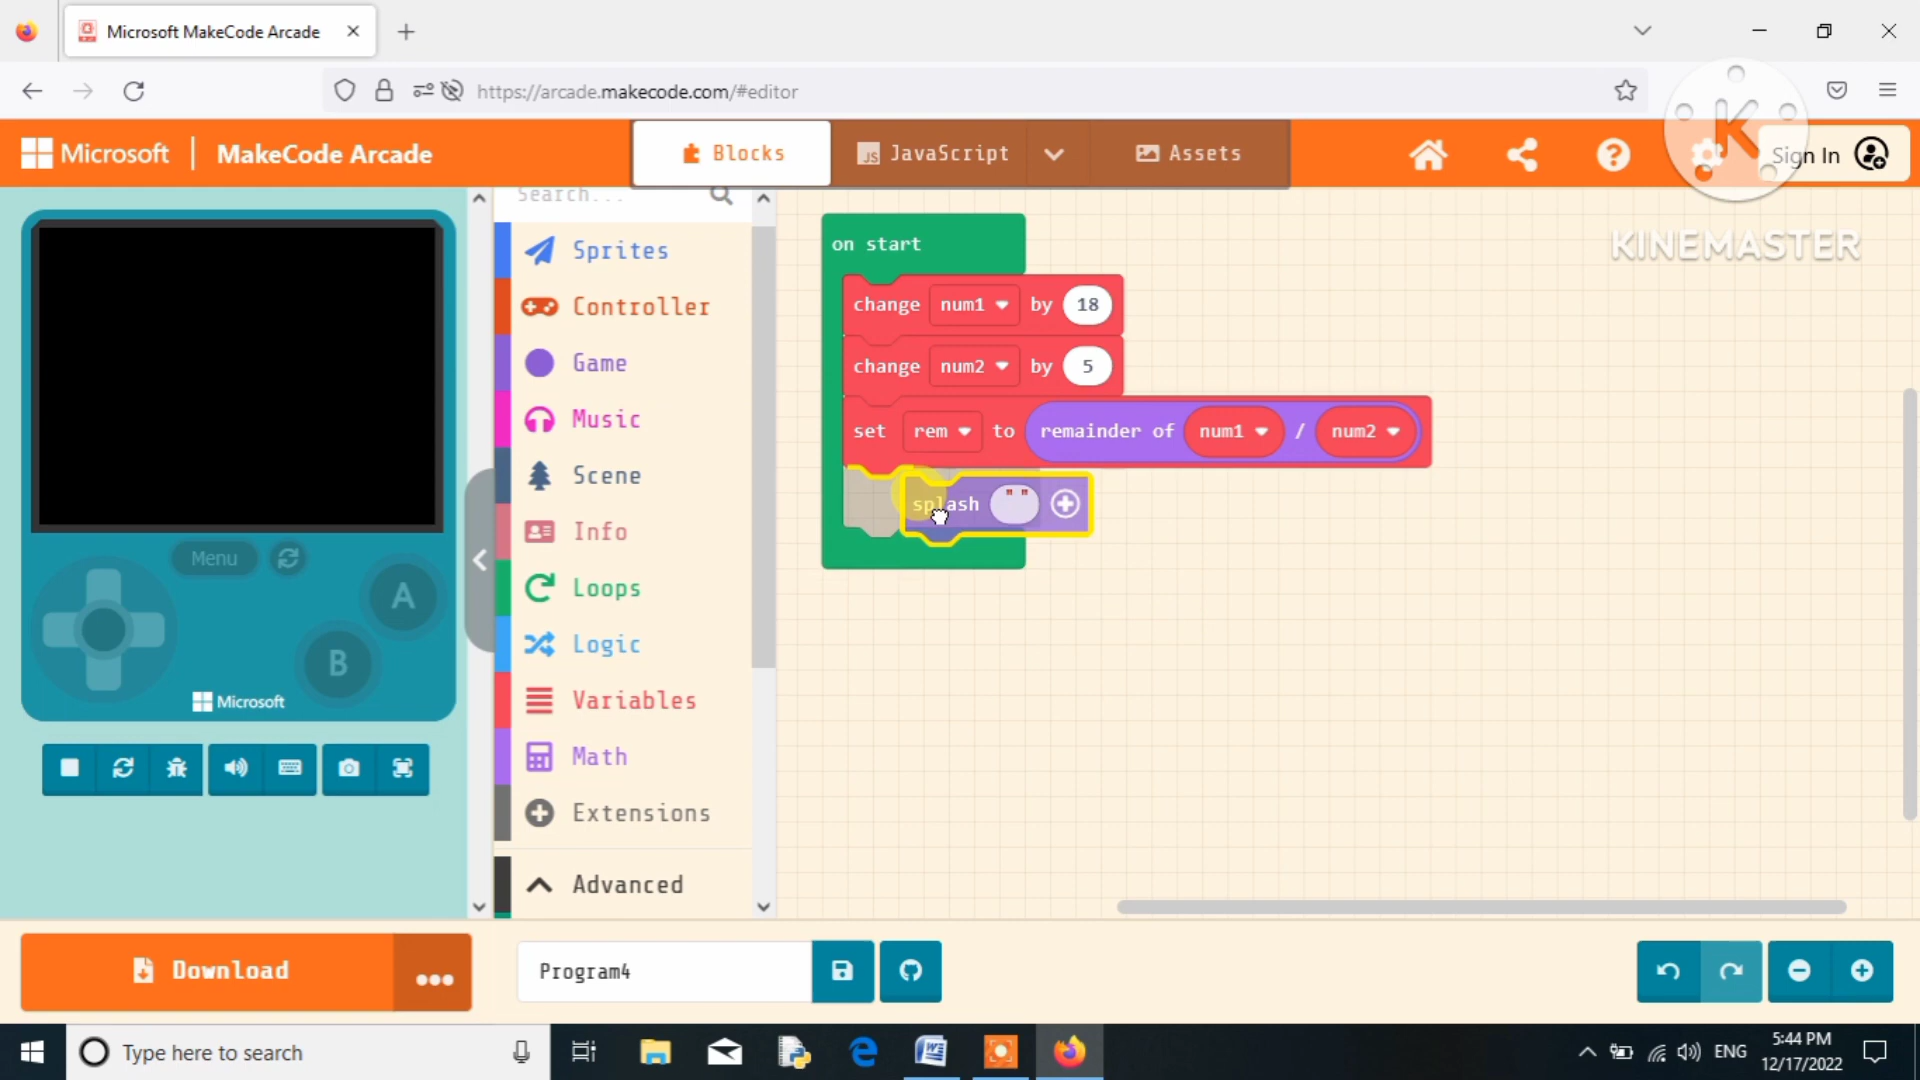 Microsoft MakeCode Arcade
https://arcade.makecode.com/#editor
Microsoft
MakeCode Arcade
Blocks
JS JavaScript
Assets
Sign In
K
KINEMASTER
Search...
Sprites
Controller
Game
Music
Scene
Info
Loops
Logic
Variables
Math
Extensions
Advanced
Menu
A
B
Microsoft
on start
change num1 by 18
change num2 by 5
set rem to remainder of num1 / num2
splash " "
Download
Program4
Type here to search
ENG
5:44 PM
12/17/2022